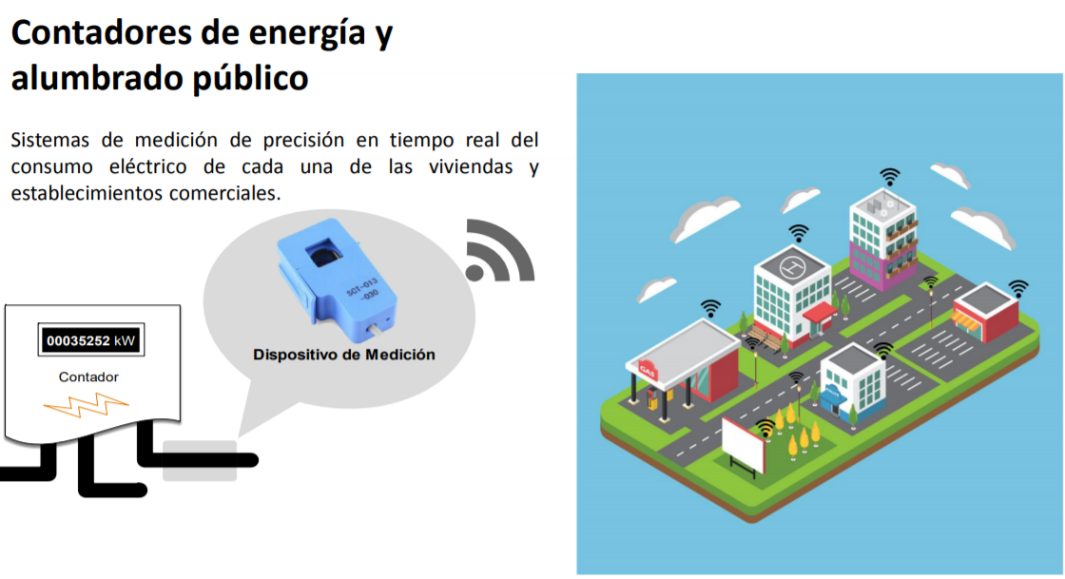 Contadores de energía y
alumbrado público
Sistemas de medición de precisión en tiempo real del
consumo eléctrico de cada una de las viviendas y
establecimientos comerciales.
SCT-013
-030
Dispositivo de Medición
00035252 kW
Contador
GAS